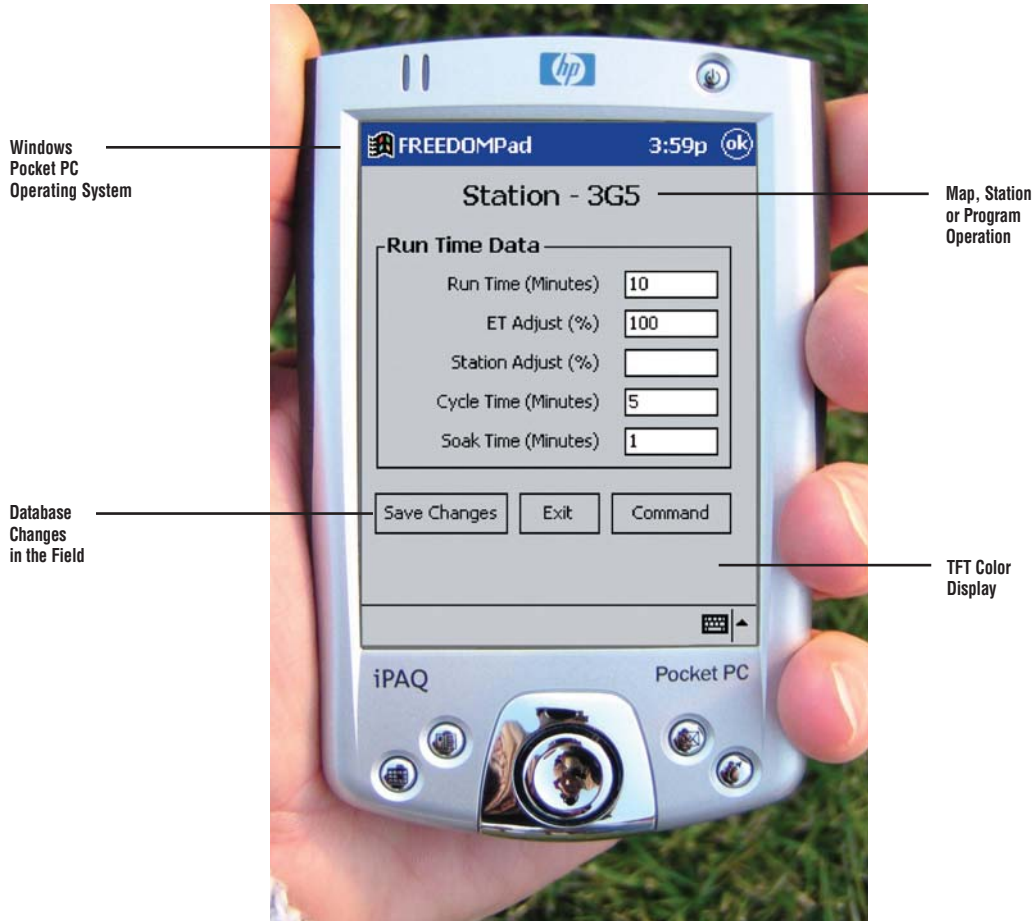 hp
Windows
Pocket PC
Operating System
FREEDOMPad 3:59p ok
Station - 3G5
Map, Station
or Program
Operation
Run Time Data
Run Time (Minutes) 10
ET Adjust (%) 100
Station Adjust (%)
Cycle Time (Minutes) 5
Soak Time (Minutes) 1
Database
Changes
in the Field
Save Changes Exit Command
TFT Color
Display
iPAQ Pocket PC